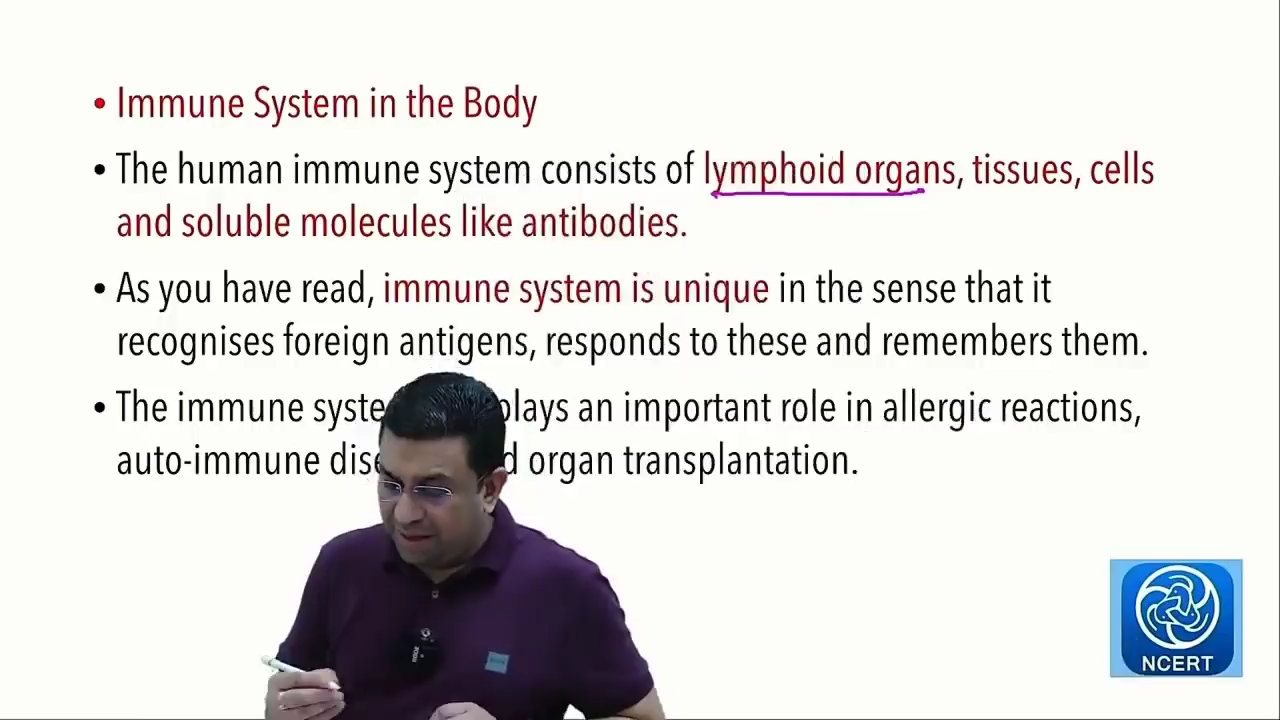 • Immune System in the Body
• The human immune system consists of lymphoid organs, tissues, cells
and soluble molecules like antibodies.
• As you have read, immune system is unique in the sense that it
recognises foreign antigens, responds to these and remembers them.
• The immune plays an important role in allergic reactions,
auto-immune organ transplantation.
NCERT